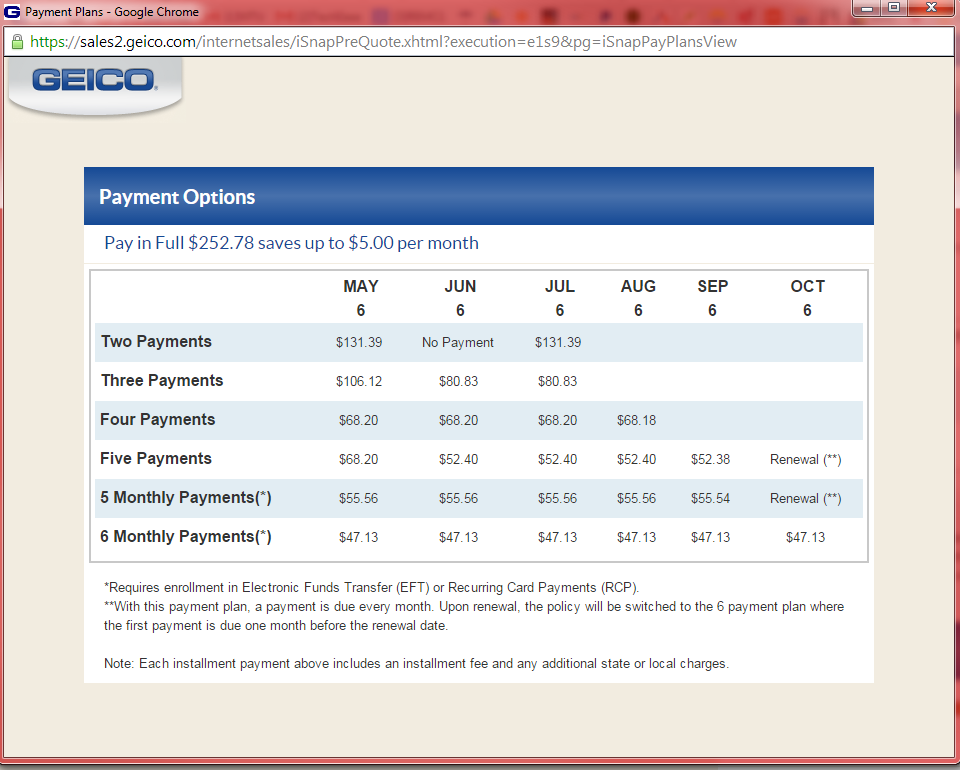 Payment Plans - Google Chrome
https://sales2.geico.com/internetsales/iSnapPreQuote.xhtml?execution=e1s9&pg=iSnapPayPlansView
GEICO®
Payment Options
Pay in Full $252.78 saves up to $5.00 per month
MAY JUN JUL AUG SEP OCT
6 6 6 6 6 6
Two Payments $131.39 No Payment $131.39
Three Payments $106.12 $80.83 $80.83
Four Payments $68.20 $68.20 $68.20 $68.18
Five Payments $68.20 $52.40 $52.40 $52.40 $52.38 Renewal (**)
5 Monthly Payments(*) $55.56 $55.56 $55.56 $55.56 $55.54 Renewal (**)
6 Monthly Payments(*) $47.13 $47.13 $47.13 $47.13 $47.13 $47.13
*Requires enrollment in Electronic Funds Transfer (EFT) or Recurring Card Payments (RCP).
**With this payment plan, a payment is due every month. Upon renewal, the policy will be switched to the 6 payment plan where
the first payment is due one month before the renewal date.
Note: Each installment payment above includes an installment fee and any additional state or local charges.